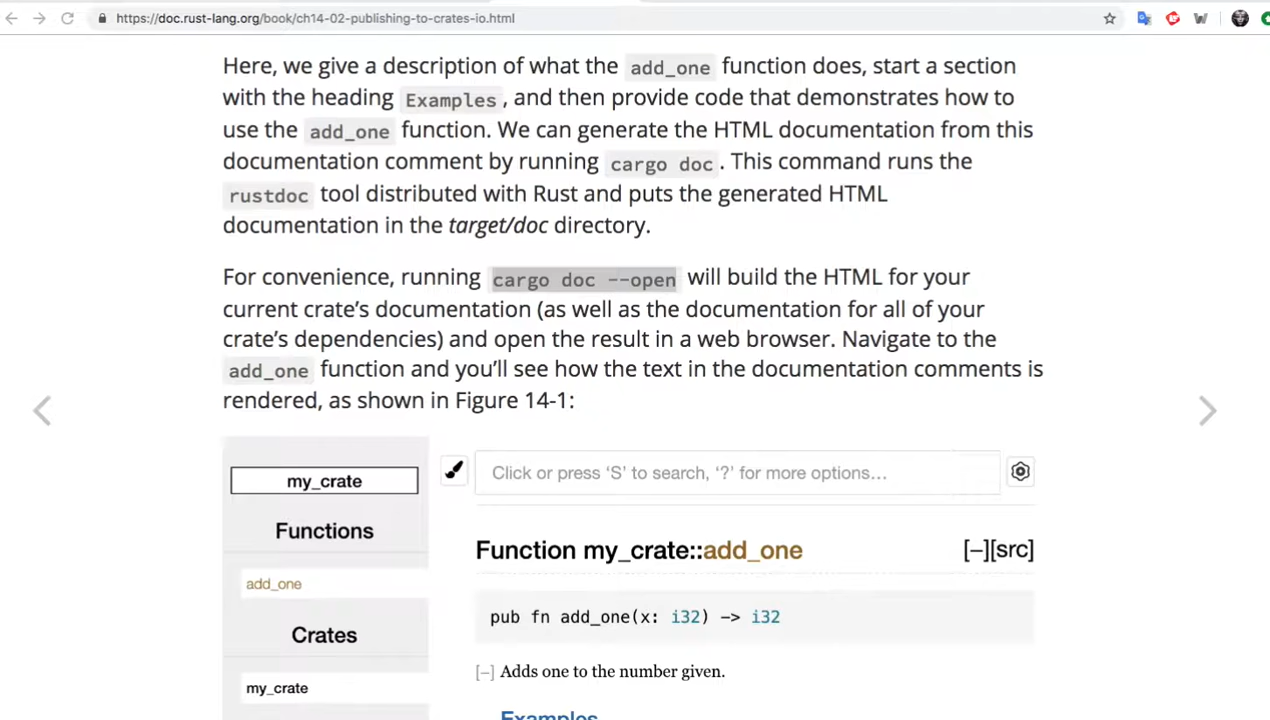 https://doc.rust-lang.org/book/ch14-02-publishing-to-crates-io.html
Here, we give a description of what the add_one function does, start a section
with the heading Examples, and then provide code that demonstrates how to
use the add_one function. We can generate the HTML documentation from this
documentation comment by running cargo doc. This command runs the
rustdoc tool distributed with Rust and puts the generated HTML
documentation in the target/doc directory.
For convenience, running cargo doc --open will build the HTML for your
current crate’s documentation (as well as the documentation for all of your
crate’s dependencies) and open the result in a web browser. Navigate to the
add_one function and you’ll see how the text in the documentation comments is
rendered, as shown in Figure 14-1:
my_crate
Functions
add_one
Crates
my_crate
Click or press ‘S’ to search, ‘?’ for more options…
Function my_crate::add_one [−][src]
pub fn add_one(x: i32) -> i32
[−] Adds one to the number given.
Examples